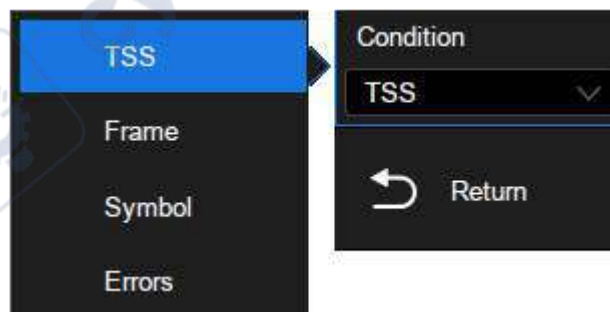 TSS
Frame
Symbol
Errors
Condition
TSS
Return